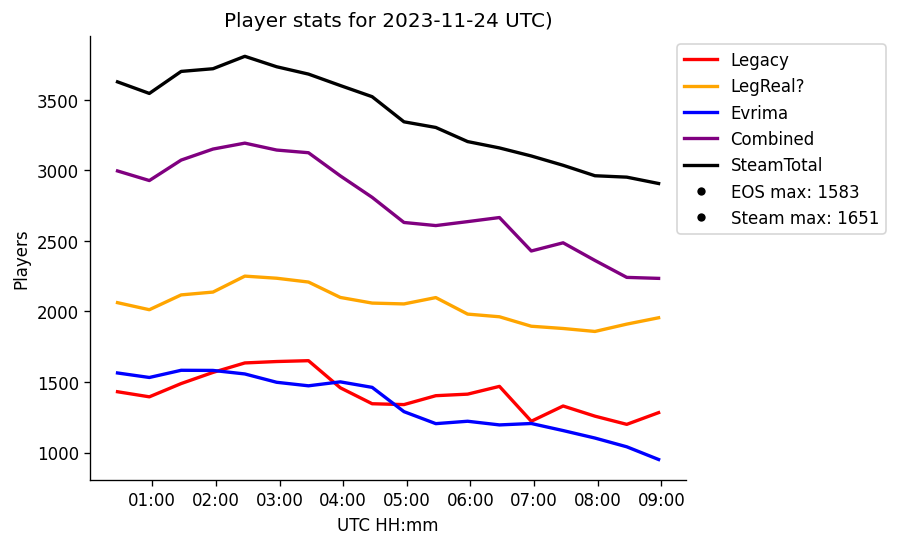 Player stats for 2023-11-24 UTC)
Legacy
LegReal?
Evrima
Combined
SteamTotal
EOS max: 1583
Steam max: 1651
Players
3500
3000
2500
2000
1500
1000
01:00 02:00 03:00 04:00 05:00 06:00 07:00 08:00 09:00
UTC HH:mm